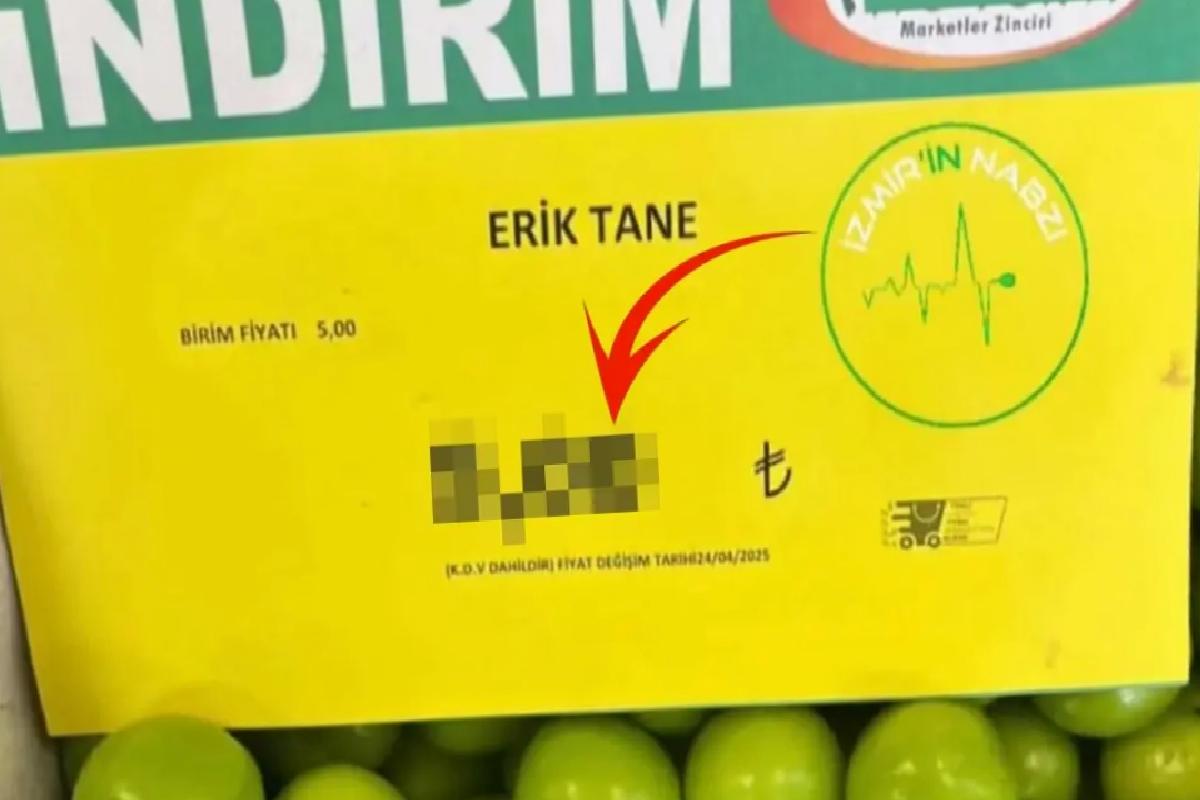 İNDİRİM
Marketler Zinciri
İZMİR'İN NABZI
ERİK TANE
BİRİM FİYATI 5,00
₺
(K.D.V DAHİLDİR) FİYAT DEĞİŞİM TARİHİ24/04/2025